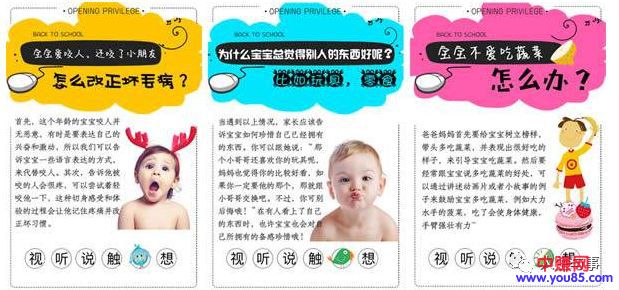 OPENING PRIVILEGE
BACK TO SCHOOL
宝宝爱咬人，还咬了小朋友
怎么改正坏毛病？
首先，这个年龄的宝宝咬人并
无恶意，有时是要表达自己的
兴奋和激动，所以我们可以告
诉宝宝一些语言表达的方式，
来代替咬人。其次，告诉他被
咬的人会很疼，可以尝试着轻
咬他一下，这种切身感受和体
验的过程会让他记住疼痛并改
正坏习惯。
视听说触想
OPENING PRIVILEGE
BACK TO SCHOOL
为什么宝宝总觉得别人的东西好呢？
比如玩具，零食
当遇到以上情况，家长应该告
诉宝宝如何珍惜自己已经拥有
的东西。你可以跟她说：“那
个小哥哥还喜欢你的玩具呢，
妈妈也觉得你的比较好看，如
果你一定要他的那个，那就跟
小哥哥交换吧。不过，你可别
后悔哦！”在有人看上了自己
的东西时，也许宝宝也会对自
己所拥有的备感珍惜哦！
视听说触想
OPENING PRIVILEGE
BACK TO SCHOOL
宝宝不爱吃蔬菜
怎么办？
爸爸妈妈首先要给宝宝树立榜样，
带头多吃蔬菜，并表现出很好吃的
样子，来引导宝宝吃蔬菜。然后要
经常跟宝宝说多吃蔬菜的好处，可
以通过讲述动画片或者小故事的例
子来鼓励宝宝多吃蔬菜，例如大力
水手的菠菜，吃了会使身体健康，
手臂强壮有力”
视听说想
中赚网事
www.you85.com